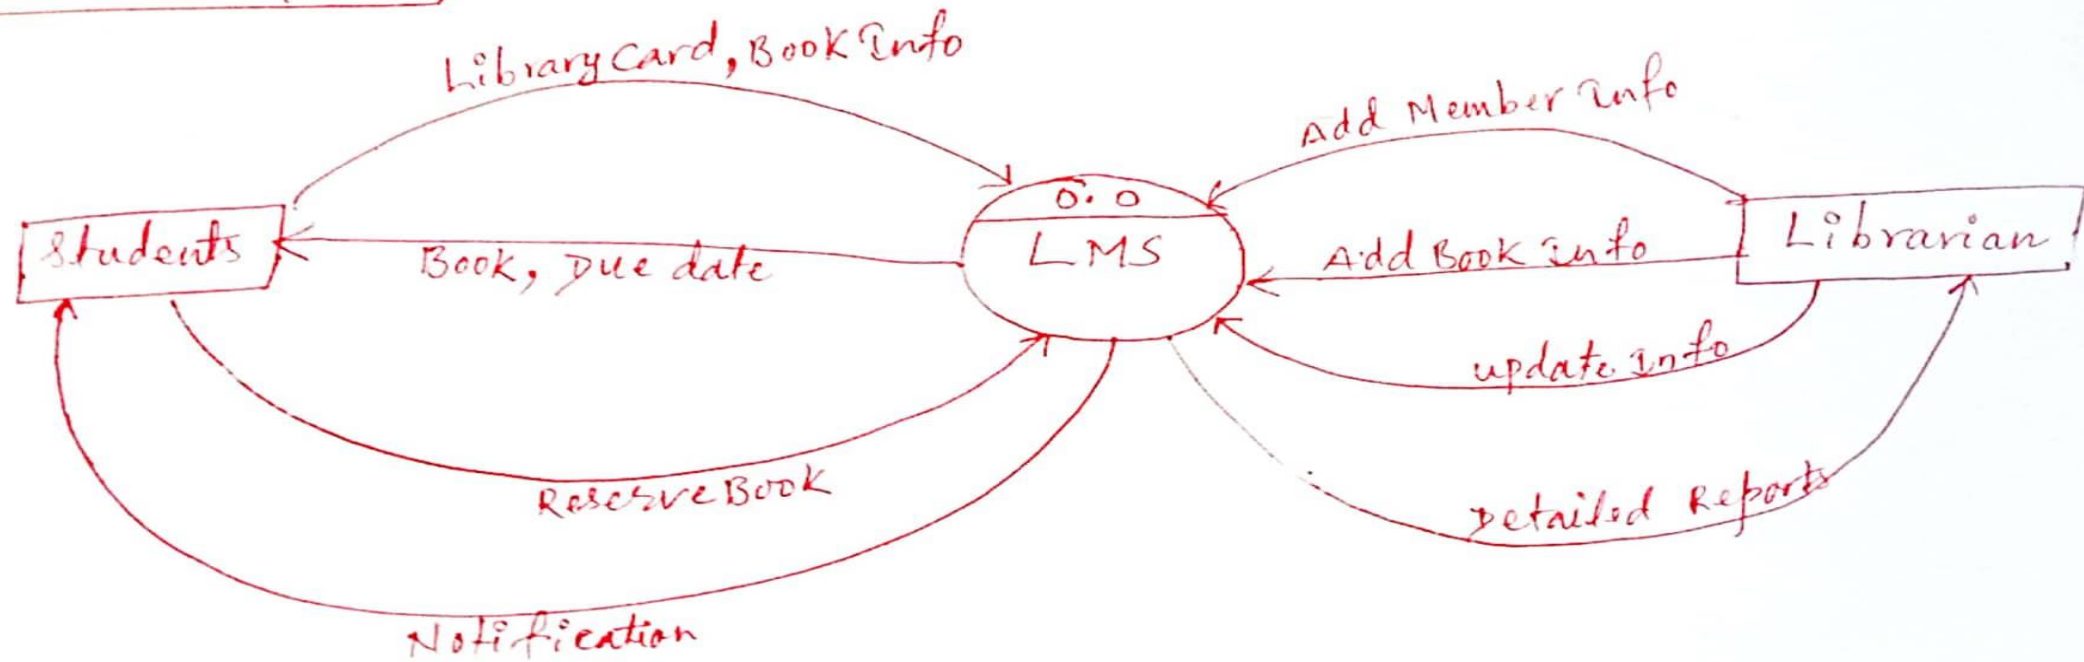 Library Card, Book Info
Add Member Info
0.0
Students
LMS
Librarian
Book, Due date
Add Book Info
update Info
Reserve Book
Detailed Reports
Notification